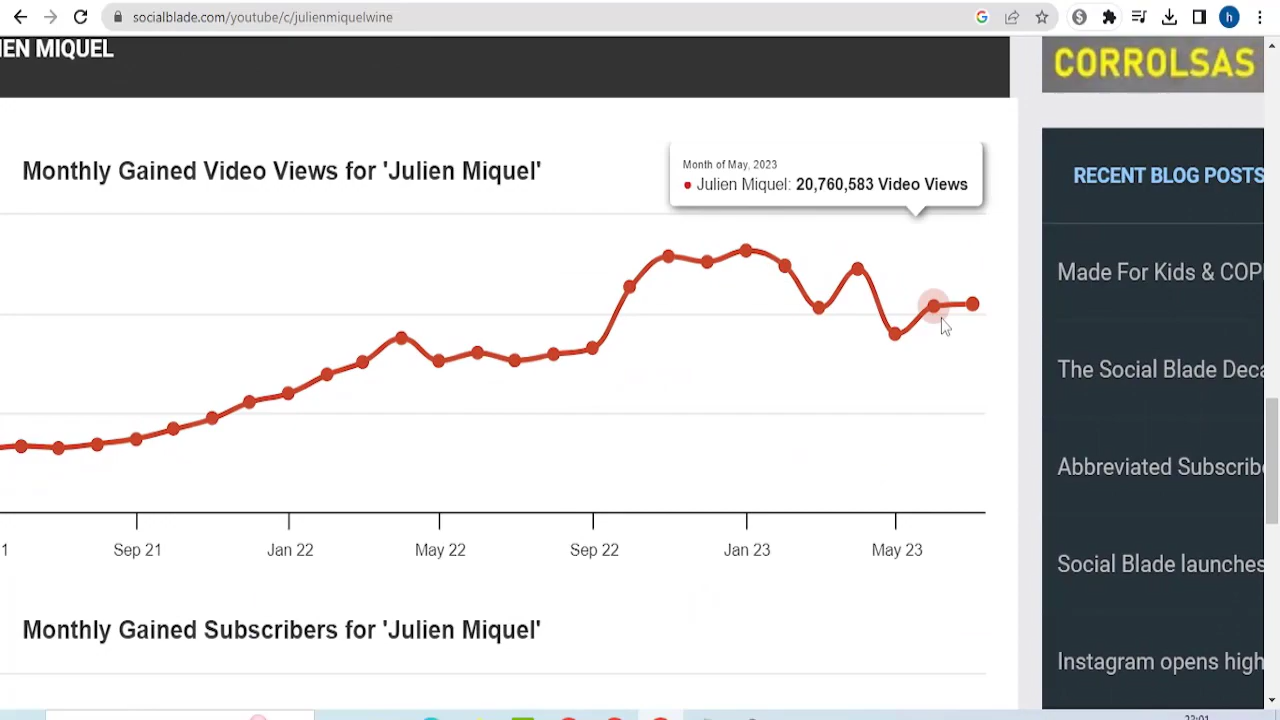 socialblade.com/youtube/c/julienmiquelwine
h
IEN MIQUEL
CORROLSAS
Monthly Gained Video Views for 'Julien Miquel'
Month of May, 2023
Julien Miquel: 20,760,583 Video Views
RECENT BLOG POSTS
Made For Kids & COP
The Social Blade Deca
Abbreviated Subscrib
Social Blade launches
Instagram opens high
1 Sep 21 Jan 22 May 22 Sep 22 Jan 23 May 23
Monthly Gained Subscribers for 'Julien Miquel'